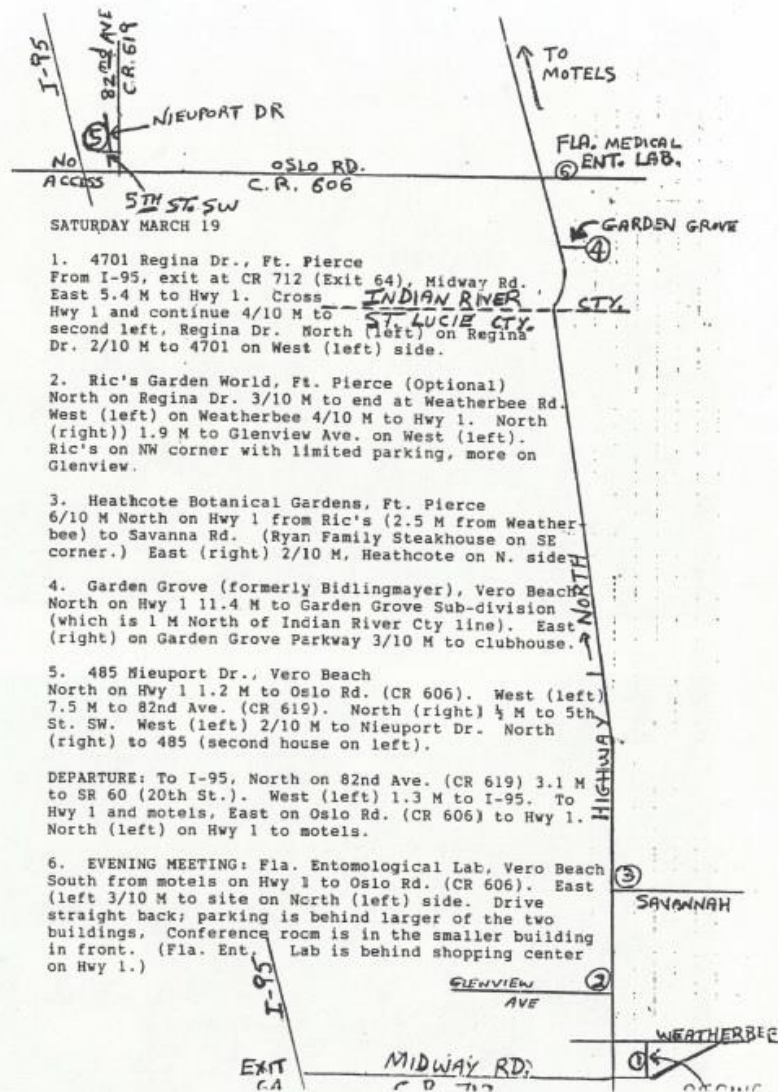 I-95
82nd AVE
C.R. 619
TO
MOTELS
NIEUPORT DR
5
FLA. MEDICAL
ENT. LAB.
6
NO
ACCESS
OSLO RD.
C.R. 606
5TH ST. SW
GARDEN GROVE
4
SATURDAY MARCH 19
1. 4701 Regina Dr., Ft. Pierce
From I-95, exit at CR 712 (Exit 64), Midway Rd.
East 5.4 M to Hwy 1. Cross
Hwy 1 and continue 4/10 M to
second left, Regina Dr. North (left) on Regina
Dr. 2/10 M to 4701 on West (left) side.
INDIAN RIVER CTY.
ST. LUCIE CTY.
2. Ric's Garden World, Ft. Pierce (Optional)
North on Regina Dr. 3/10 M to end at Weatherbee Rd.
West (left) on Weatherbee 4/10 M to Hwy 1. North
(right)) 1.9 M to Glenview Ave. on West (left).
Ric's on NW corner with limited parking, more on
Glenview.
3. Heathcote Botanical Gardens, Ft. Pierce
6/10 M North on Hwy 1 from Ric's (2.5 M from Weather-
bee) to Savanna Rd. (Ryan Family Steakhouse on SE
corner.) East (right) 2/10 M, Heathcote on N. side
4. Garden Grove (formerly Bidlingmayer), Vero Beach
North on Hwy 1 11.4 M to Garden Grove Sub-division
(which is 1 M North of Indian River Cty line). East
(right) on Garden Grove Parkway 3/10 M to clubhouse.
5. 485 Nieuport Dr., Vero Beach
North on Hwy 1 1.2 M to Oslo Rd. (CR 606). West (left)
7.5 M to 82nd Ave. (CR 619). North (right) ½ M to 5th
St. SW. West (left) 2/10 M to Nieuport Dr. North
(right) to 485 (second house on left).
DEPARTURE: To I-95, North on 82nd Ave. (CR 619) 3.1 M
to SR 60 (20th St.). West (left) 1.3 M to I-95. To
Hwy 1 and motels, East on Oslo Rd. (CR 606) to Hwy 1.
North (left) on Hwy 1 to motels.
6. EVENING MEETING: Fla. Entomological Lab, Vero Beach
South from motels on Hwy 1 to Oslo Rd. (CR 606). East
(left 3/10 M to site on North (left) side. Drive
straight back; parking is behind larger of the two
buildings, Conference room is in the smaller building
in front. (Fla. Ent. Lab is behind shopping center
on Hwy 1.)
HIGHWAY 1 → NORTH
3
SAVANNAH
I-95
GLENVIEW
AVE
2
WEATHERBEE
EXIT
64
MIDWAY RD.
C.R. 712
1